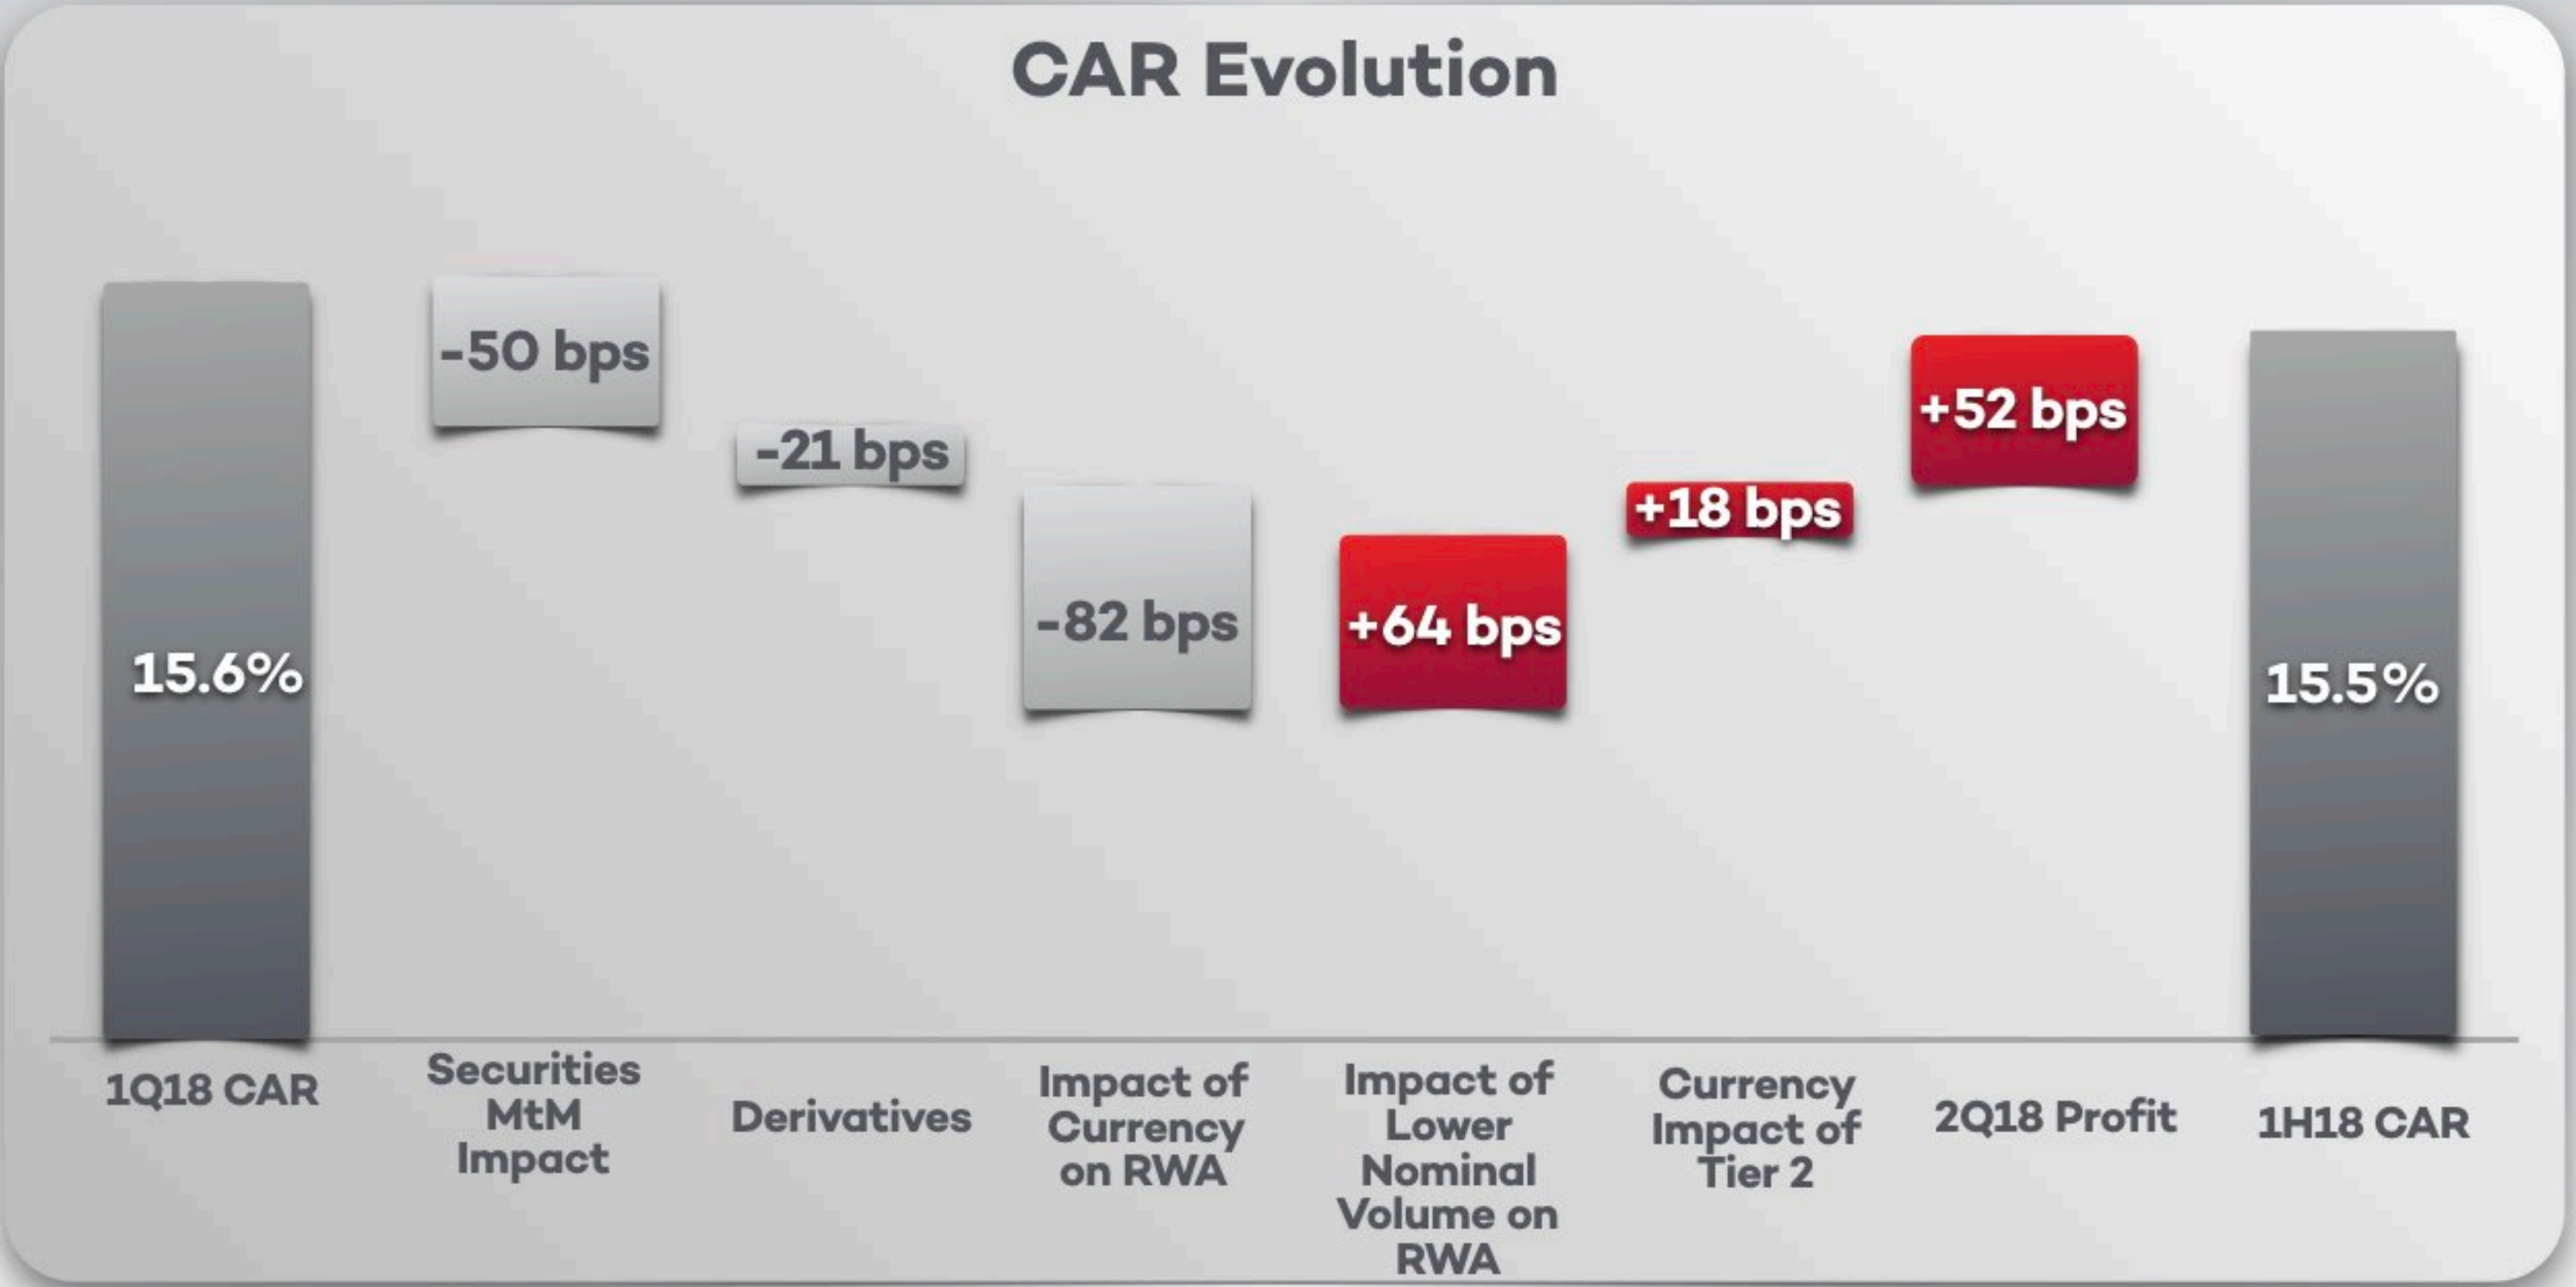 CAR Evolution
15.6%
-50 bps
-21 bps
-82 bps
+64 bps
+18 bps
+52 bps
15.5%
1Q18 CAR
Securities
MtM
Impact
Derivatives
Impact of
Currency
on RWA
Impact of
Lower
Nominal
Volume on
RWA
Currency
Impact of
Tier 2
2Q18 Profit
1H18 CAR